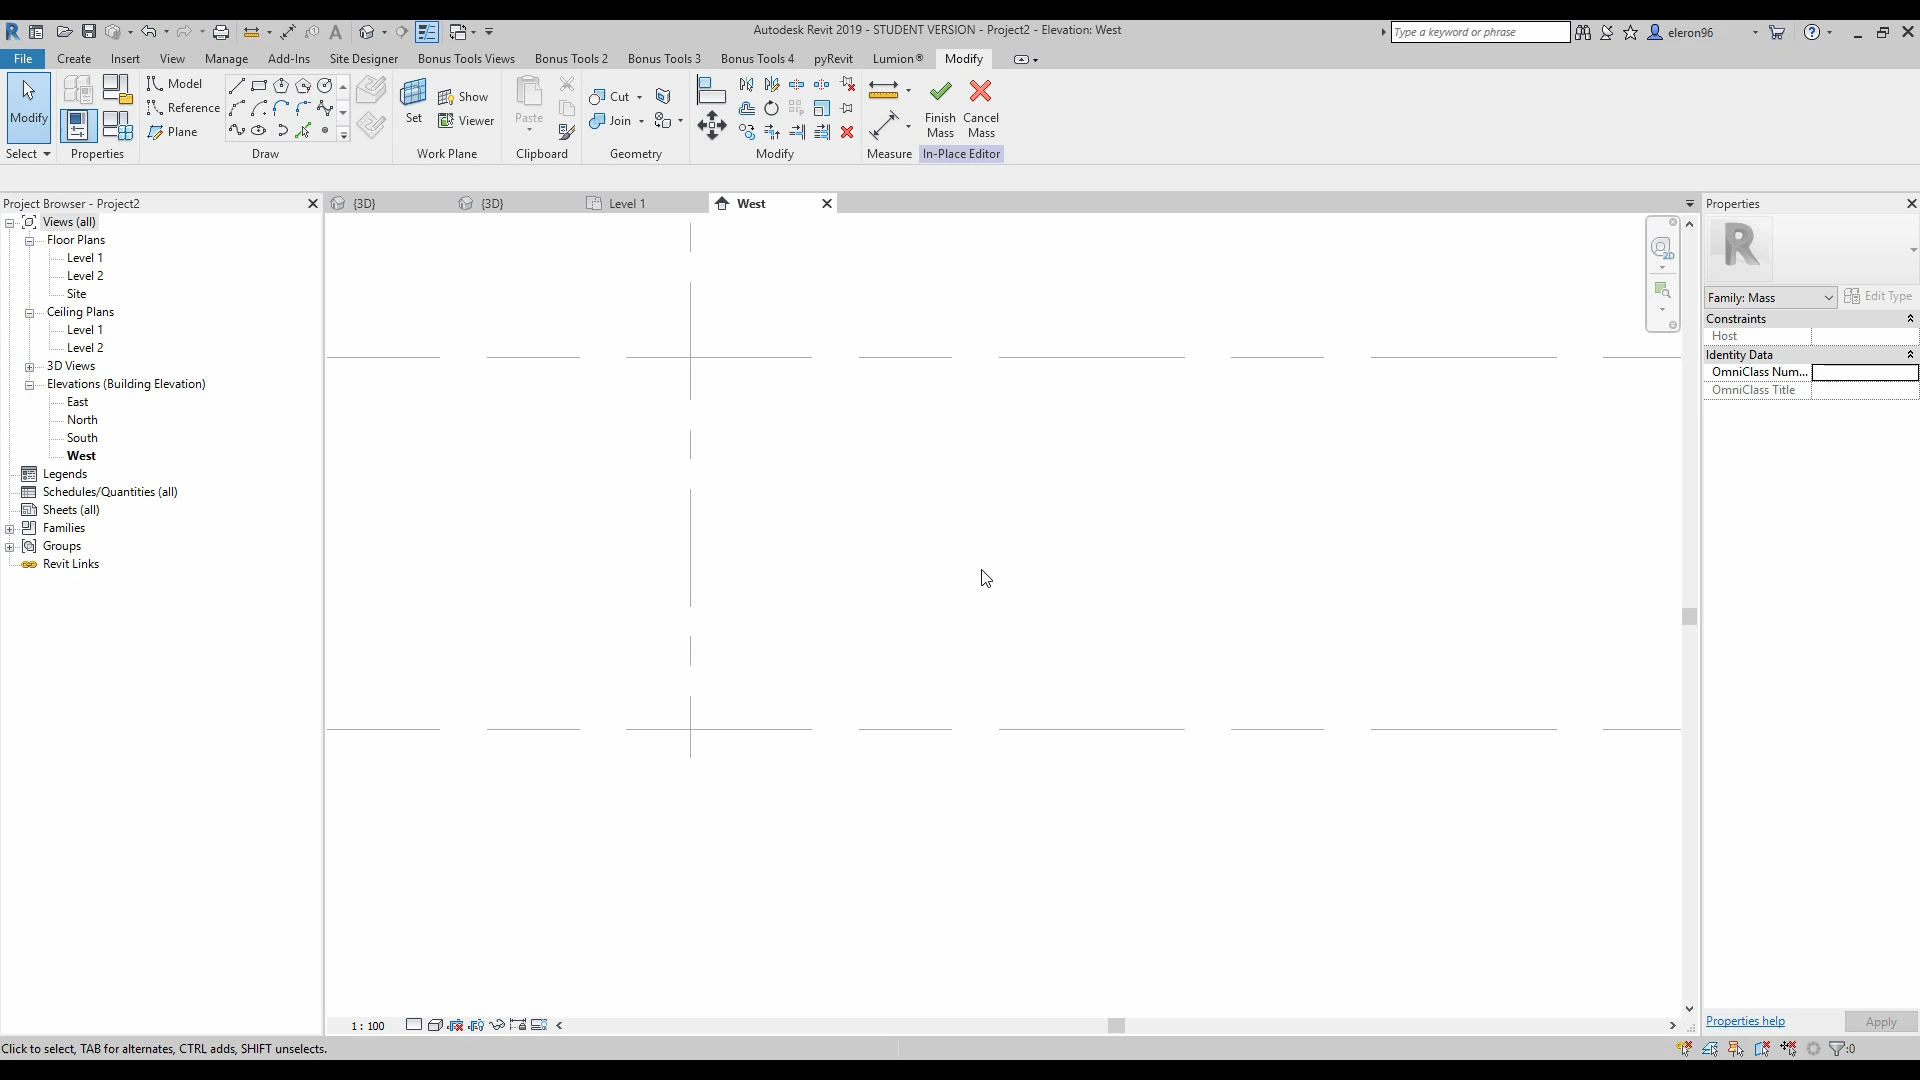 Autodesk Revit 2019 - STUDENT VERSION - Project2 - Elevation: West
Type a keyword or phrase
eleron96
File Create Insert View Manage Add-Ins Site Designer Bonus Tools Views Bonus Tools 2 Bonus Tools 3 Bonus Tools 4 pyRevit Lumion® Modify
Modify
Model
Reference
Plane
Set
Show
Viewer
Paste
Cut
Join
Finish Mass
Cancel Mass
Select Properties Draw Work Plane Clipboard Geometry Modify Measure In-Place Editor
Project Browser - Project2
{3D} {3D} Level 1 West
Properties
Views (all)
Floor Plans
Level 1
Level 2
Site
Ceiling Plans
Level 1
Level 2
3D Views
Elevations (Building Elevation)
East
North
South
West
Legends
Schedules/Quantities (all)
Sheets (all)
Families
Groups
Revit Links
2D
R
Family: Mass Edit Type
Constraints
Host
Identity Data
OmniClass Num...
OmniClass Title
1 : 100
Properties help Apply
Click to select, TAB for alternates, CTRL adds, SHIFT unselects.
:0